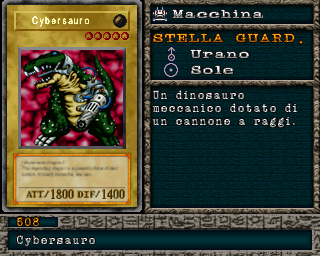 Cybersauro
ATT/1800 DIF/1400
Macchina
STELLA GUARD.
Urano
Sole
Un dinosauro
meccanico dotato di
un cannone a raggi.
508
Cybersauro